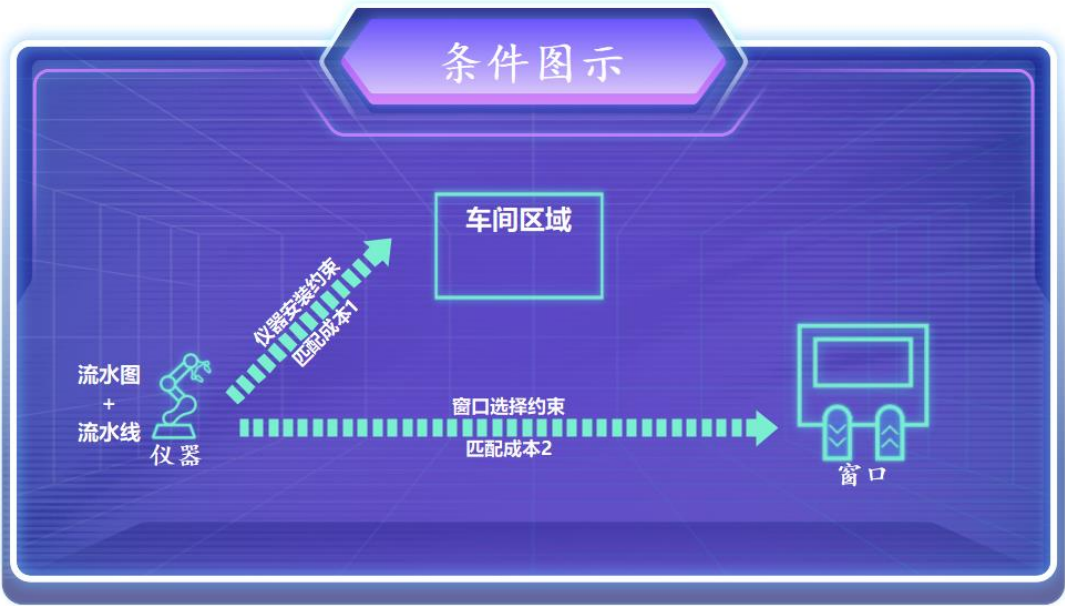 条件图示
车间区域
仪器安装约束
匹配成本1
流水图
+
流水线
仪器
窗口选择约束
匹配成本2
窗口